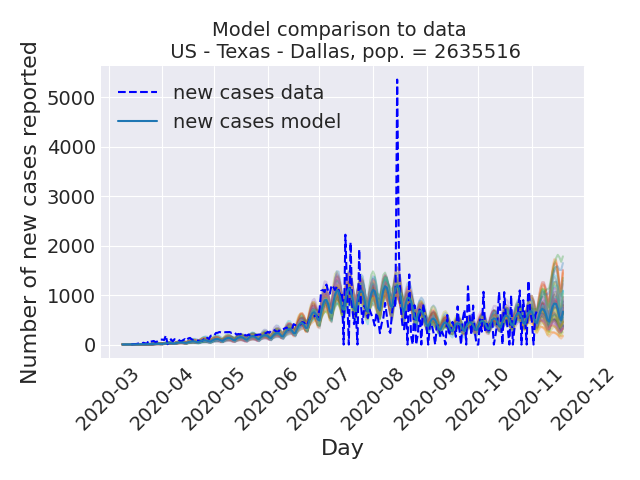 Model comparison to data
US - Texas - Dallas, pop. = 2635516
Number of new cases reported
5000
4000
3000
2000
1000
0
new cases data
new cases model
2020-03
2020-04
2020-05
2020-06
2020-07
2020-08
2020-09
2020-10
2020-11
2020-12
Day